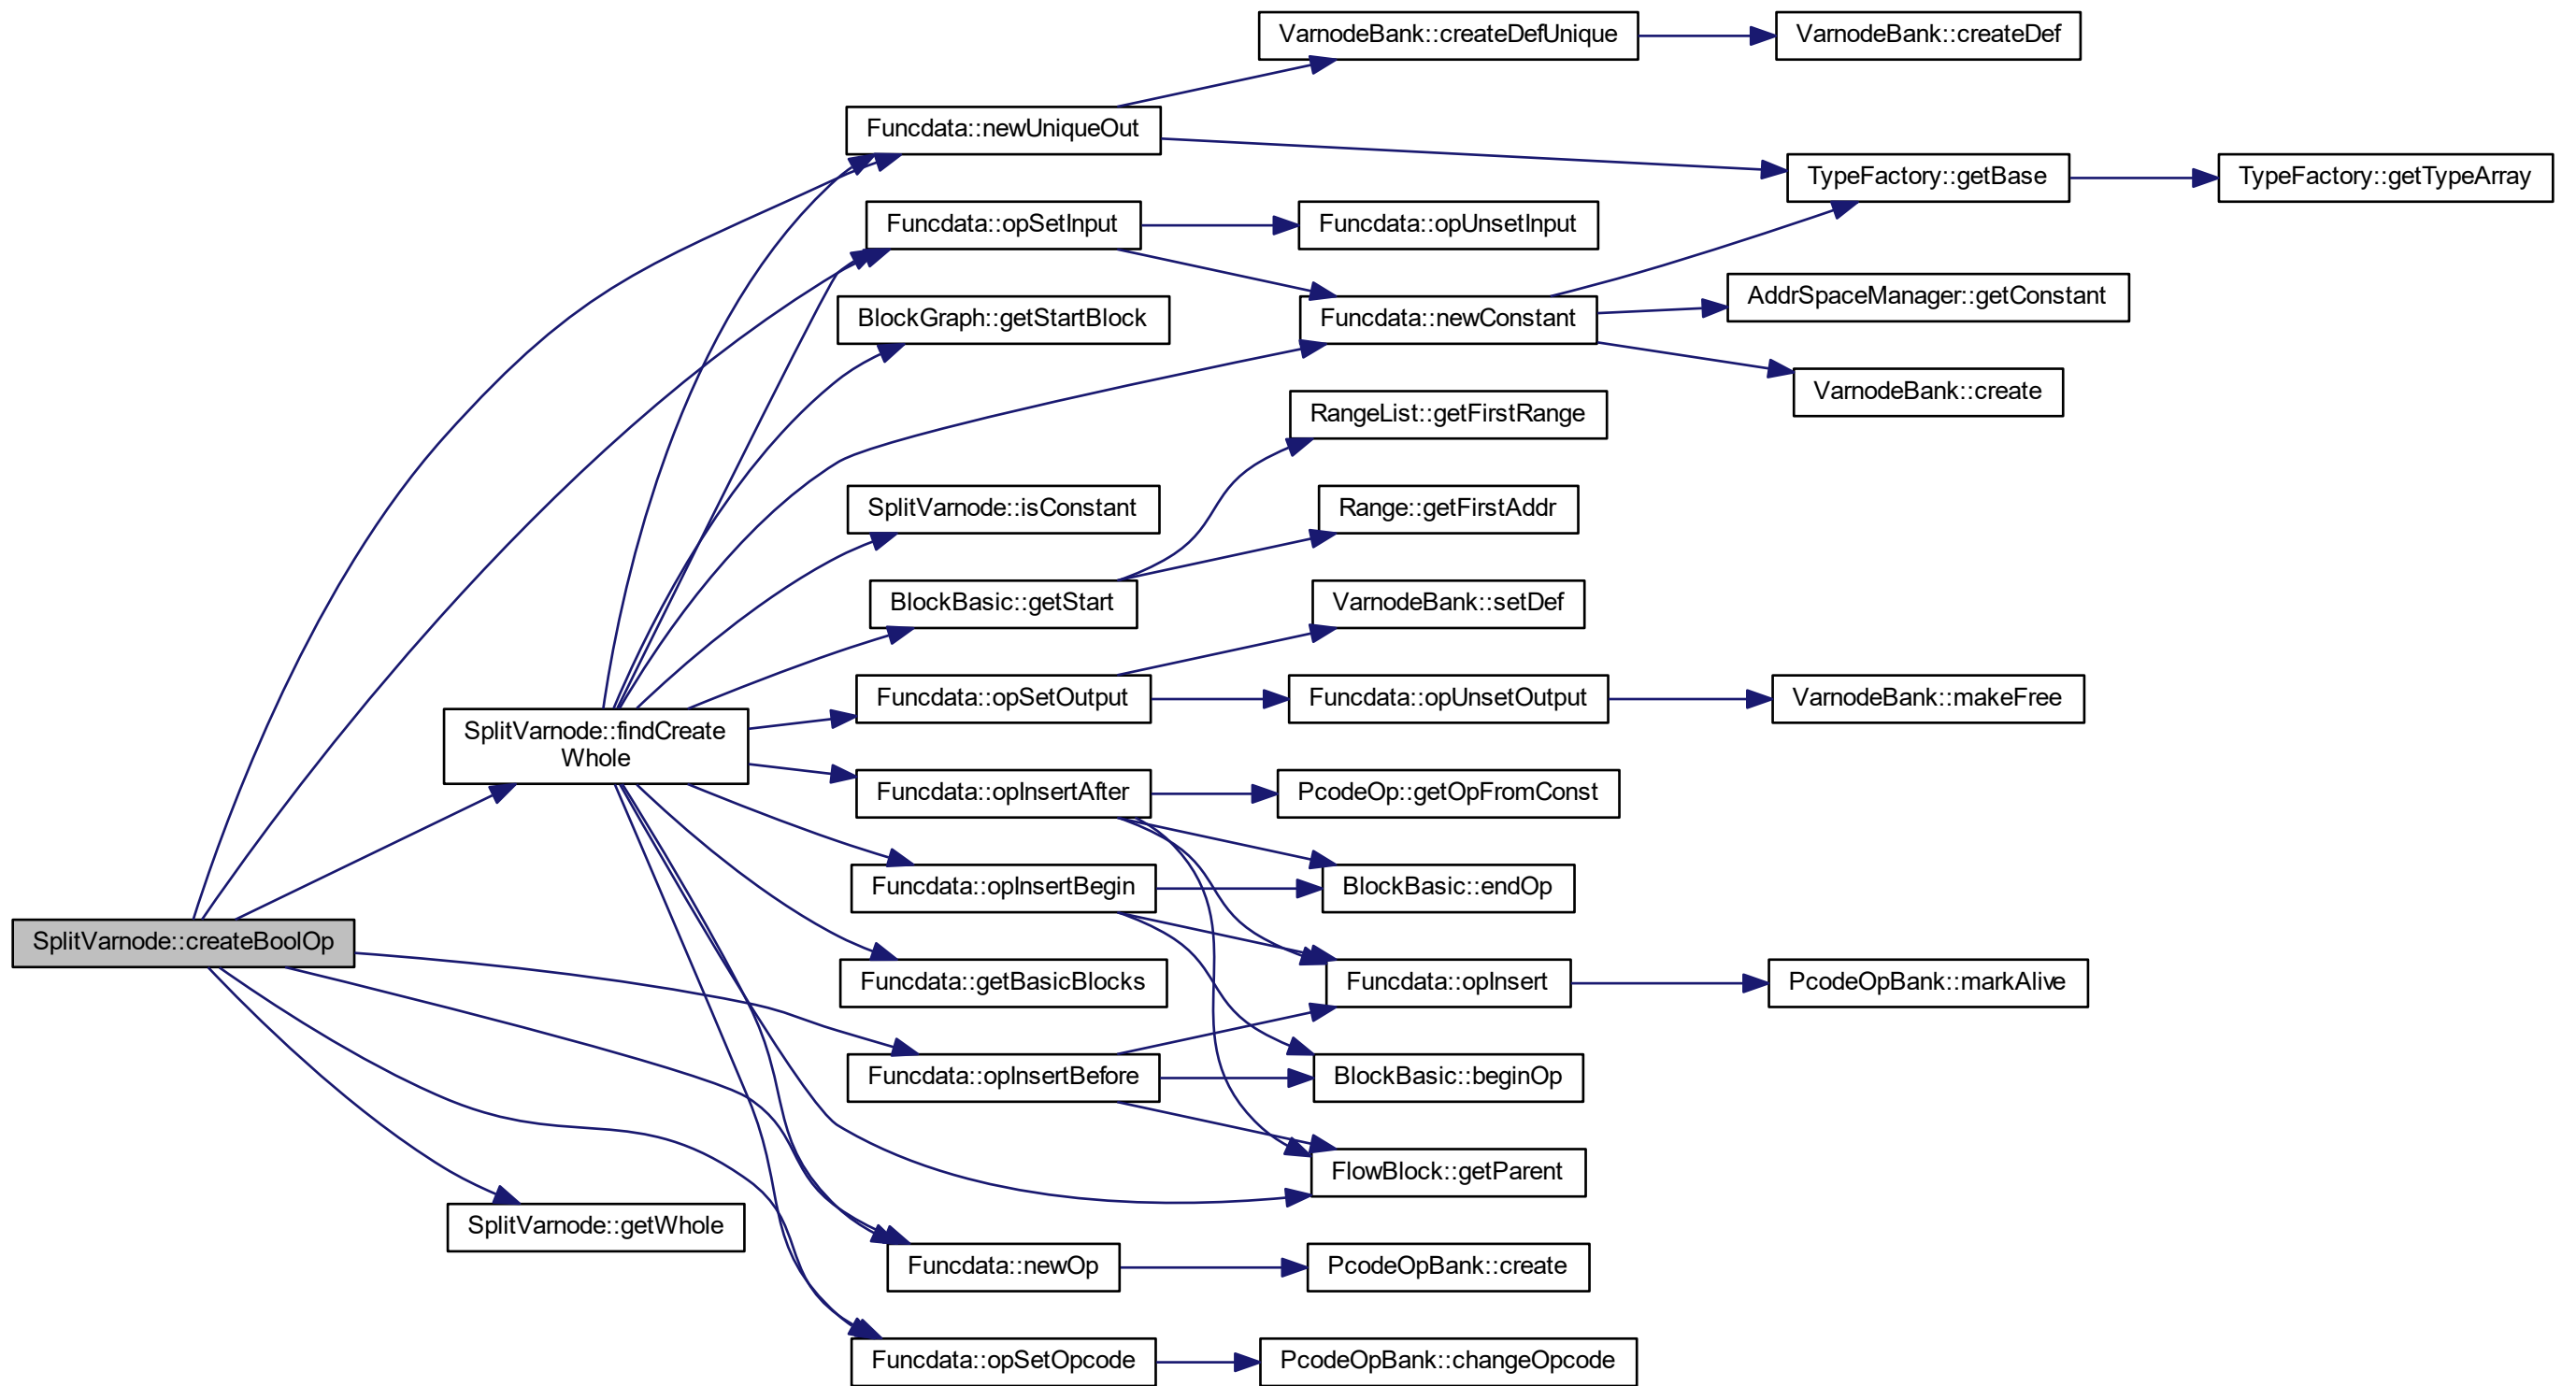 VarnodeBank::createDefUnique
VarnodeBank::createDef
Funcdata::newUniqueOut
TypeFactory::getBase
TypeFactory::getTypeArray
Funcdata::opSetInput
Funcdata::opUnsetInput
AddrSpaceManager::getConstant
BlockGraph::getStartBlock
Funcdata::newConstant
VarnodeBank::create
RangeList::getFirstRange
SplitVarnode::isConstant
Range::getFirstAddr
BlockBasic::getStart
VarnodeBank::setDef
Funcdata::opSetOutput
Funcdata::opUnsetOutput
VarnodeBank::makeFree
SplitVarnode::findCreate
Whole
Funcdata::opInsertAfter
PcodeOp::getOpFromConst
Funcdata::opInsertBegin
BlockBasic::endOp
SplitVarnode::createBoolOp
Funcdata::getBasicBlocks
Funcdata::opInsert
PcodeOpBank::markAlive
Funcdata::opInsertBefore
BlockBasic::beginOp
FlowBlock::getParent
SplitVarnode::getWhole
Funcdata::newOp
PcodeOpBank::create
Funcdata::opSetOpcode
PcodeOpBank::changeOpcode